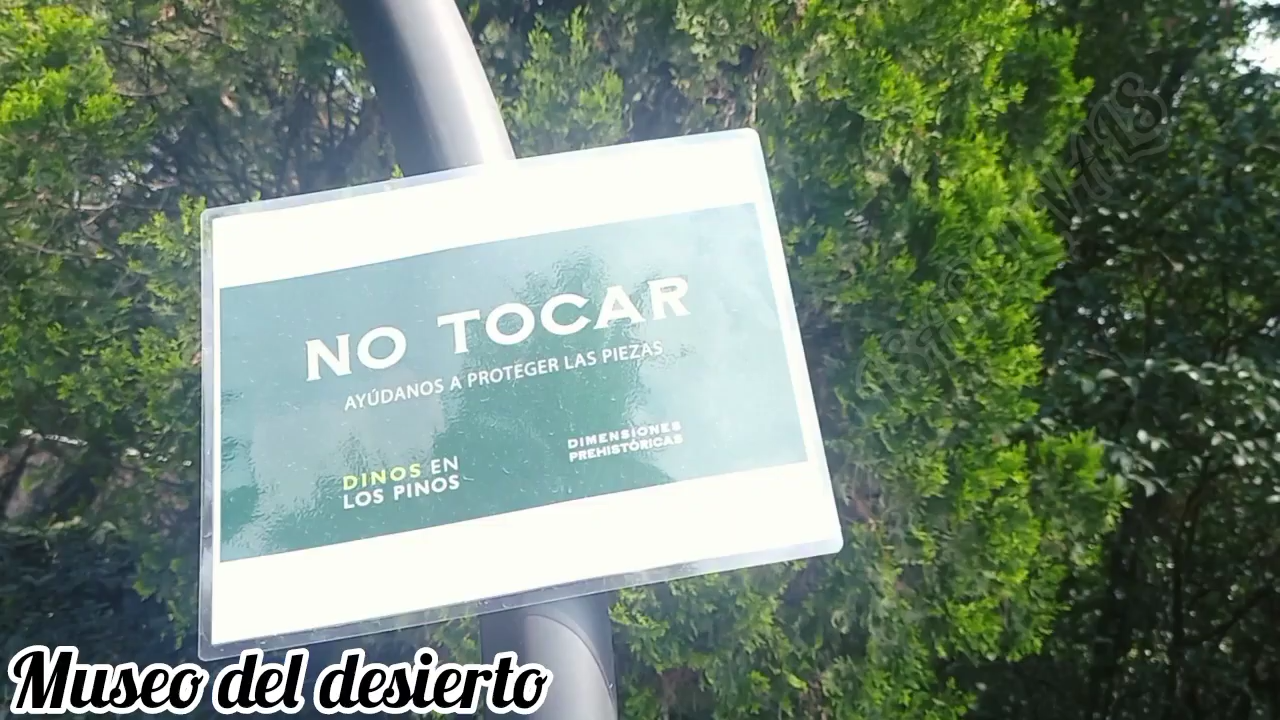 NO TOCAR
AYÚDANOS A PROTEGER LAS PIEZAS
DINOS EN
LOS PINOS
DIMENSIONES
PREHISTÓRICAS
Museo del desierto